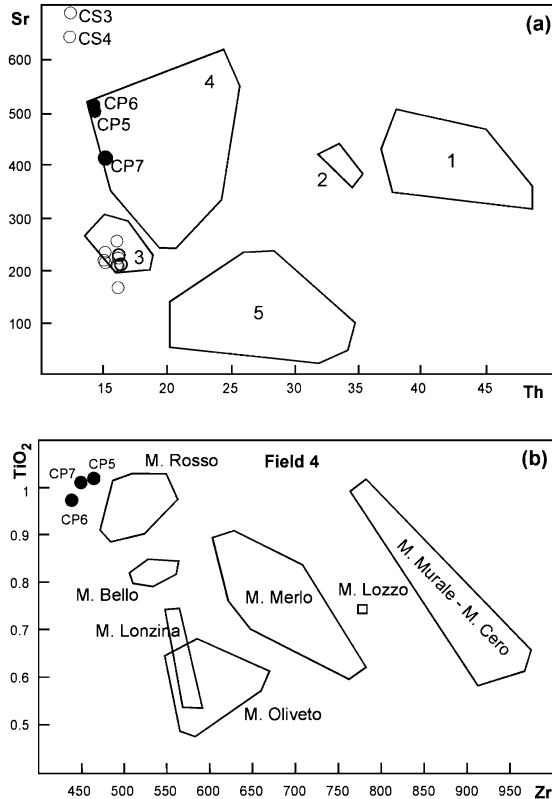 Sr
CS3
CS4
(a)
600
500
400
300
200
100
4
CP6
CP5
CP7
1
2
3
5
15 20 25 30 35 40 45 Th
TiO2
(b)
Field 4
1
0.9
0.8
0.7
0.6
0.5
CP7 CP5
CP6
M. Rosso
M. Bello
M. Lonzina
M. Merlo
M. Lozzo
M. Murale - M. Cero
M. Oliveto
450 500 550 600 650 700 750 800 850 900 950 Zr